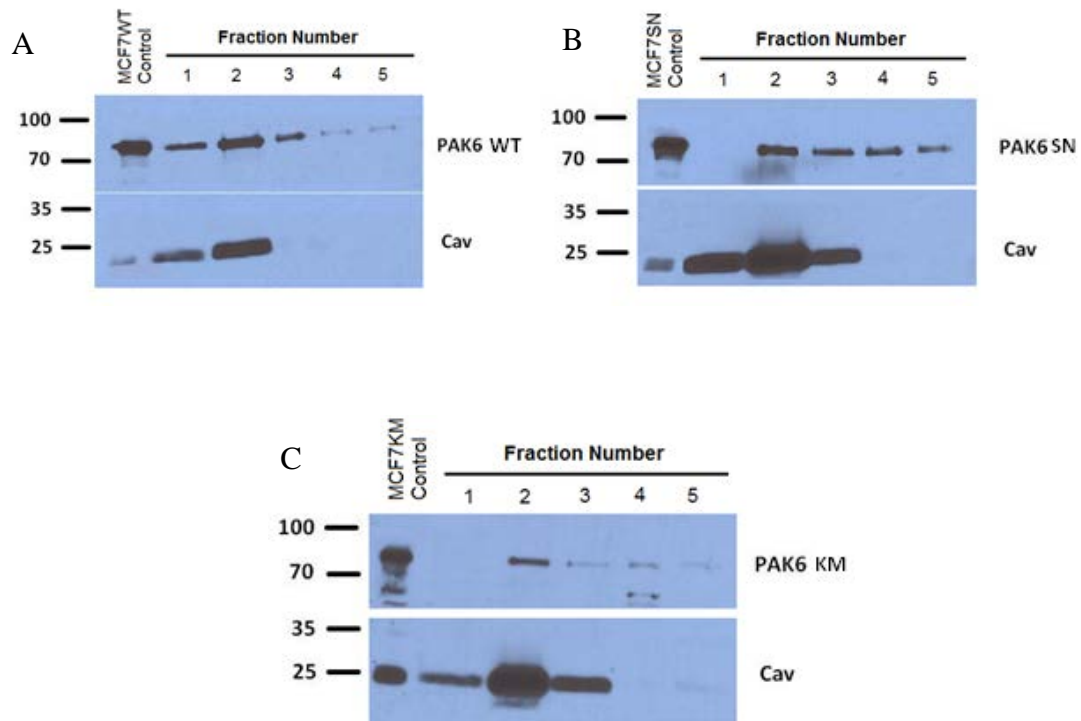 A
MCF7WT
Control
Fraction Number
1 2 3 4 5
100
70
PAK6 WT
35
25
Cav
B
MCF7SN
Control
Fraction Number
1 2 3 4 5
100
70
PAK6 SN
35
25
Cav
C
MCF7KM
Control
Fraction Number
1 2 3 4 5
100
70
PAK6 KM
35
25
Cav